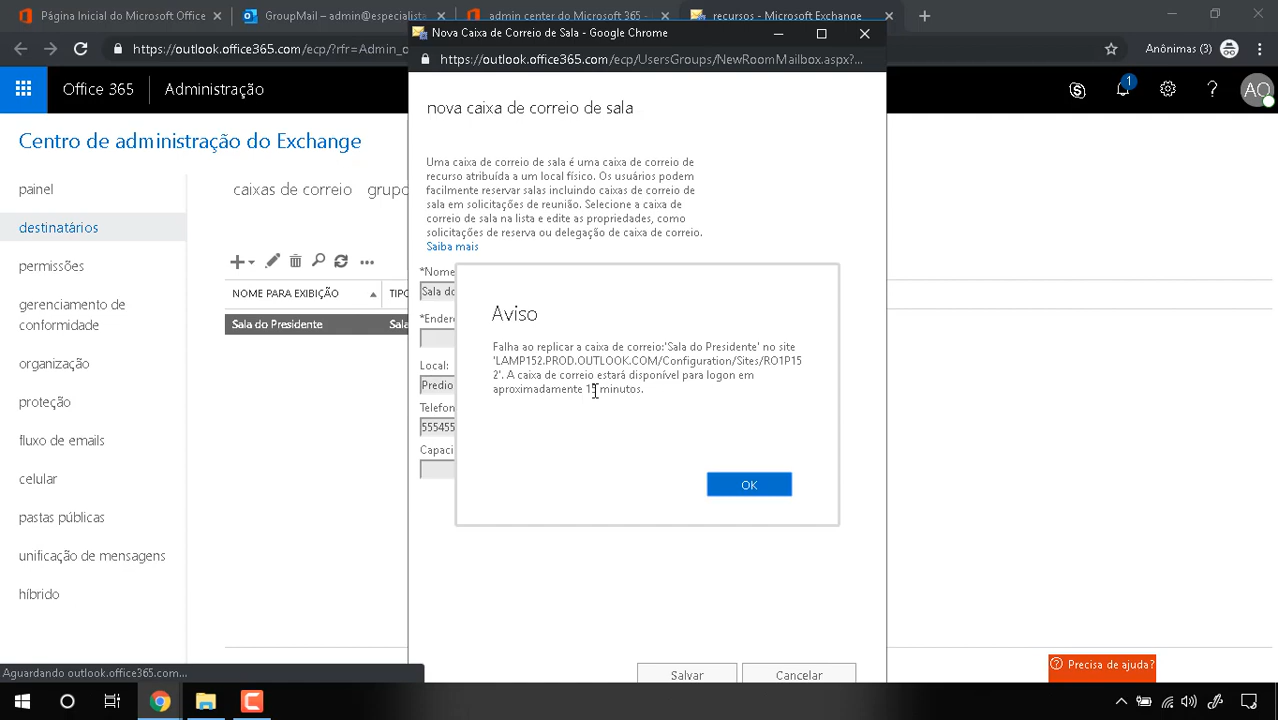 Página Inicial do Microsoft 365
GroupMail – admin@especialist
admin center do Microsoft 365 -
recursos - Microsoft Exchange
https://outlook.office365.com/ecp/?rfr=Admin_o
Anônimas (3)
Nova Caixa de Correio de Sala - Google Chrome
https://outlook.office365.com/ecp/UsersGroups/NewRoomMailbox.aspx?...
Office 365
Administração
1
?
AO
Centro de administração do Exchange
painel
destinatários
permissões
gerenciamento de
conformidade
organização
proteção
fluxo de emails
celular
pastas públicas
unificação de mensagens
híbrido
caixas de correio
grupo
NOME PARA EXIBIÇÃO
TIPO
Sala do Presidente
Sala
nova caixa de correio de sala
Uma caixa de correio de sala é uma caixa de correio de
recurso atribuída a um local físico. Os usuários podem
facilmente reservar salas incluindo caixas de correio de
sala em solicitações de reunião. Selecione a caixa de
correio de sala na lista e edite as propriedades, como
solicitações de reserva ou delegação de caixa de correio.
Saiba mais
*Nome
Sala do
*Endere
Local:
Predio
Telefon
555455
Capaci
Aviso
Falha ao replicar a caixa de correio:'Sala do Presidente' no site
'LAMP152.PROD.OUTLOOK.COM/Configuration/Sites/RO1P15
2'. A caixa de correio estará disponível para logon em
aproximadamente 15 minutos.
OK
Salvar
Cancelar
Aguardando outlook.office365.com...
Precisa de ajuda?